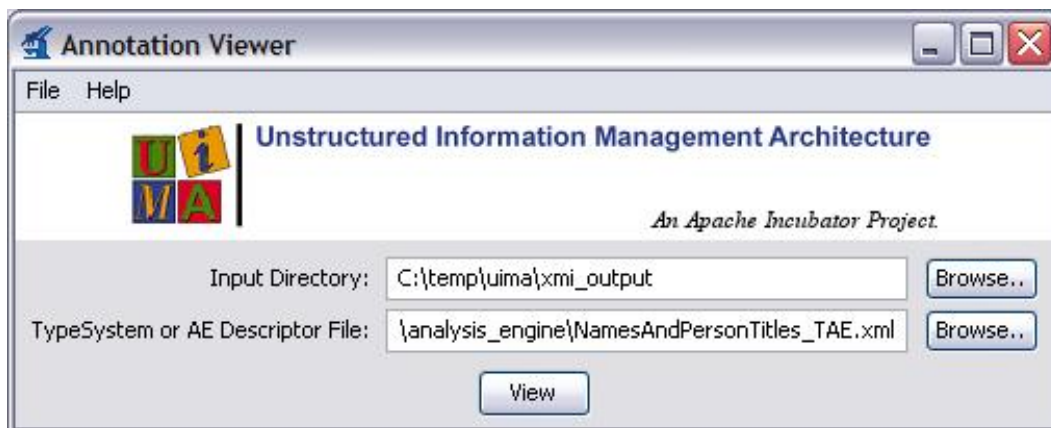 Annotation Viewer
File Help
UiMA
Unstructured Information Management Architecture
An Apache Incubator Project.
Input Directory: C:\temp\uima\xmi_output Browse..
TypeSystem or AE Descriptor File: \analysis_engine\NamesAndPersonTitles_TAE.xml Browse..
View